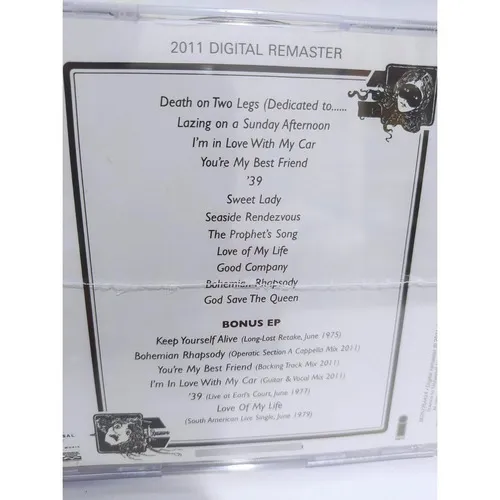 2011 DIGITAL REMASTER
Death on Two Legs (Dedicated to......
Lazing on a Sunday Afternoon
I'm in Love With My Car
You're My Best Friend
'39
Sweet Lady
Seaside Rendezvous
The Prophet's Song
Love of My Life
Good Company
Bohemian Rhapsody
God Save The Queen
BONUS EP
Keep Yourself Alive (Long-Lost Retake, June 1975)
Bohemian Rhapsody (Operatic Section A Cappella Mix 2011)
You're My Best Friend (Backing Track Mix 2011)
I'm In Love With My Car (Guitar & Vocal Mix 2011)
'39 (Live at Earl's Court, June 1977)
Love Of My Life
(South American Live Single, June 1979)